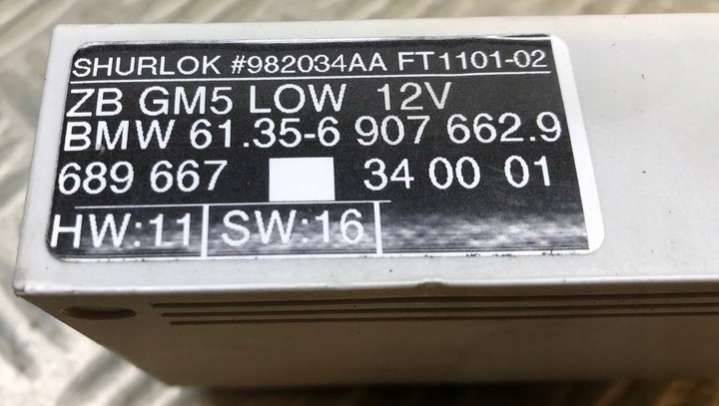 SHURLOK #982034AA FT1101-02
ZB GM5 LOW 12V
BMW 61.35-6 907 662.9
689 667 34 00 01
HW:11 SW:16